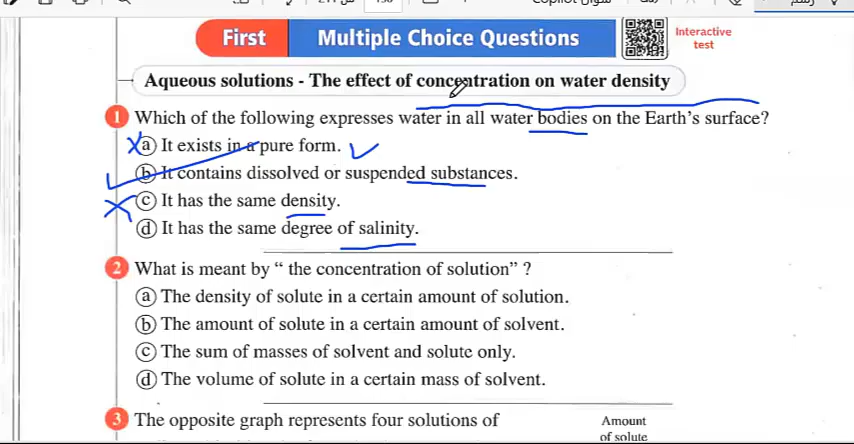 First Multiple Choice Questions
Interactive
test
Aqueous solutions - The effect of concentration on water density
1 Which of the following expresses water in all water bodies on the Earth's surface?
a It exists in a pure form.
b It contains dissolved or suspended substances.
c It has the same density.
d It has the same degree of salinity.
2 What is meant by “ the concentration of solution” ?
a The density of solute in a certain amount of solution.
b The amount of solute in a certain amount of solvent.
c The sum of masses of solvent and solute only.
d The volume of solute in a certain mass of solvent.
3 The opposite graph represents four solutions of
Amount
of solute